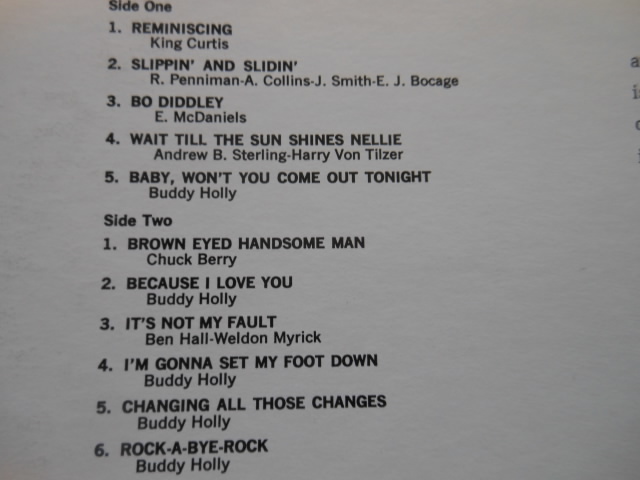 Side One
1. REMINISCING
King Curtis
2. SLIPPIN' AND SLIDIN'
R. Penniman-A. Collins-J. Smith-E. J. Bocage
3. BO DIDDLEY
E. McDaniels
4. WAIT TILL THE SUN SHINES NELLIE
Andrew B. Sterling-Harry Von Tilzer
5. BABY, WON'T YOU COME OUT TONIGHT
Buddy Holly
Side Two
1. BROWN EYED HANDSOME MAN
Chuck Berry
2. BECAUSE I LOVE YOU
Buddy Holly
3. IT'S NOT MY FAULT
Ben Hall-Weldon Myrick
4. I'M GONNA SET MY FOOT DOWN
Buddy Holly
5. CHANGING ALL THOSE CHANGES
Buddy Holly
6. ROCK-A-BYE-ROCK
Buddy Holly